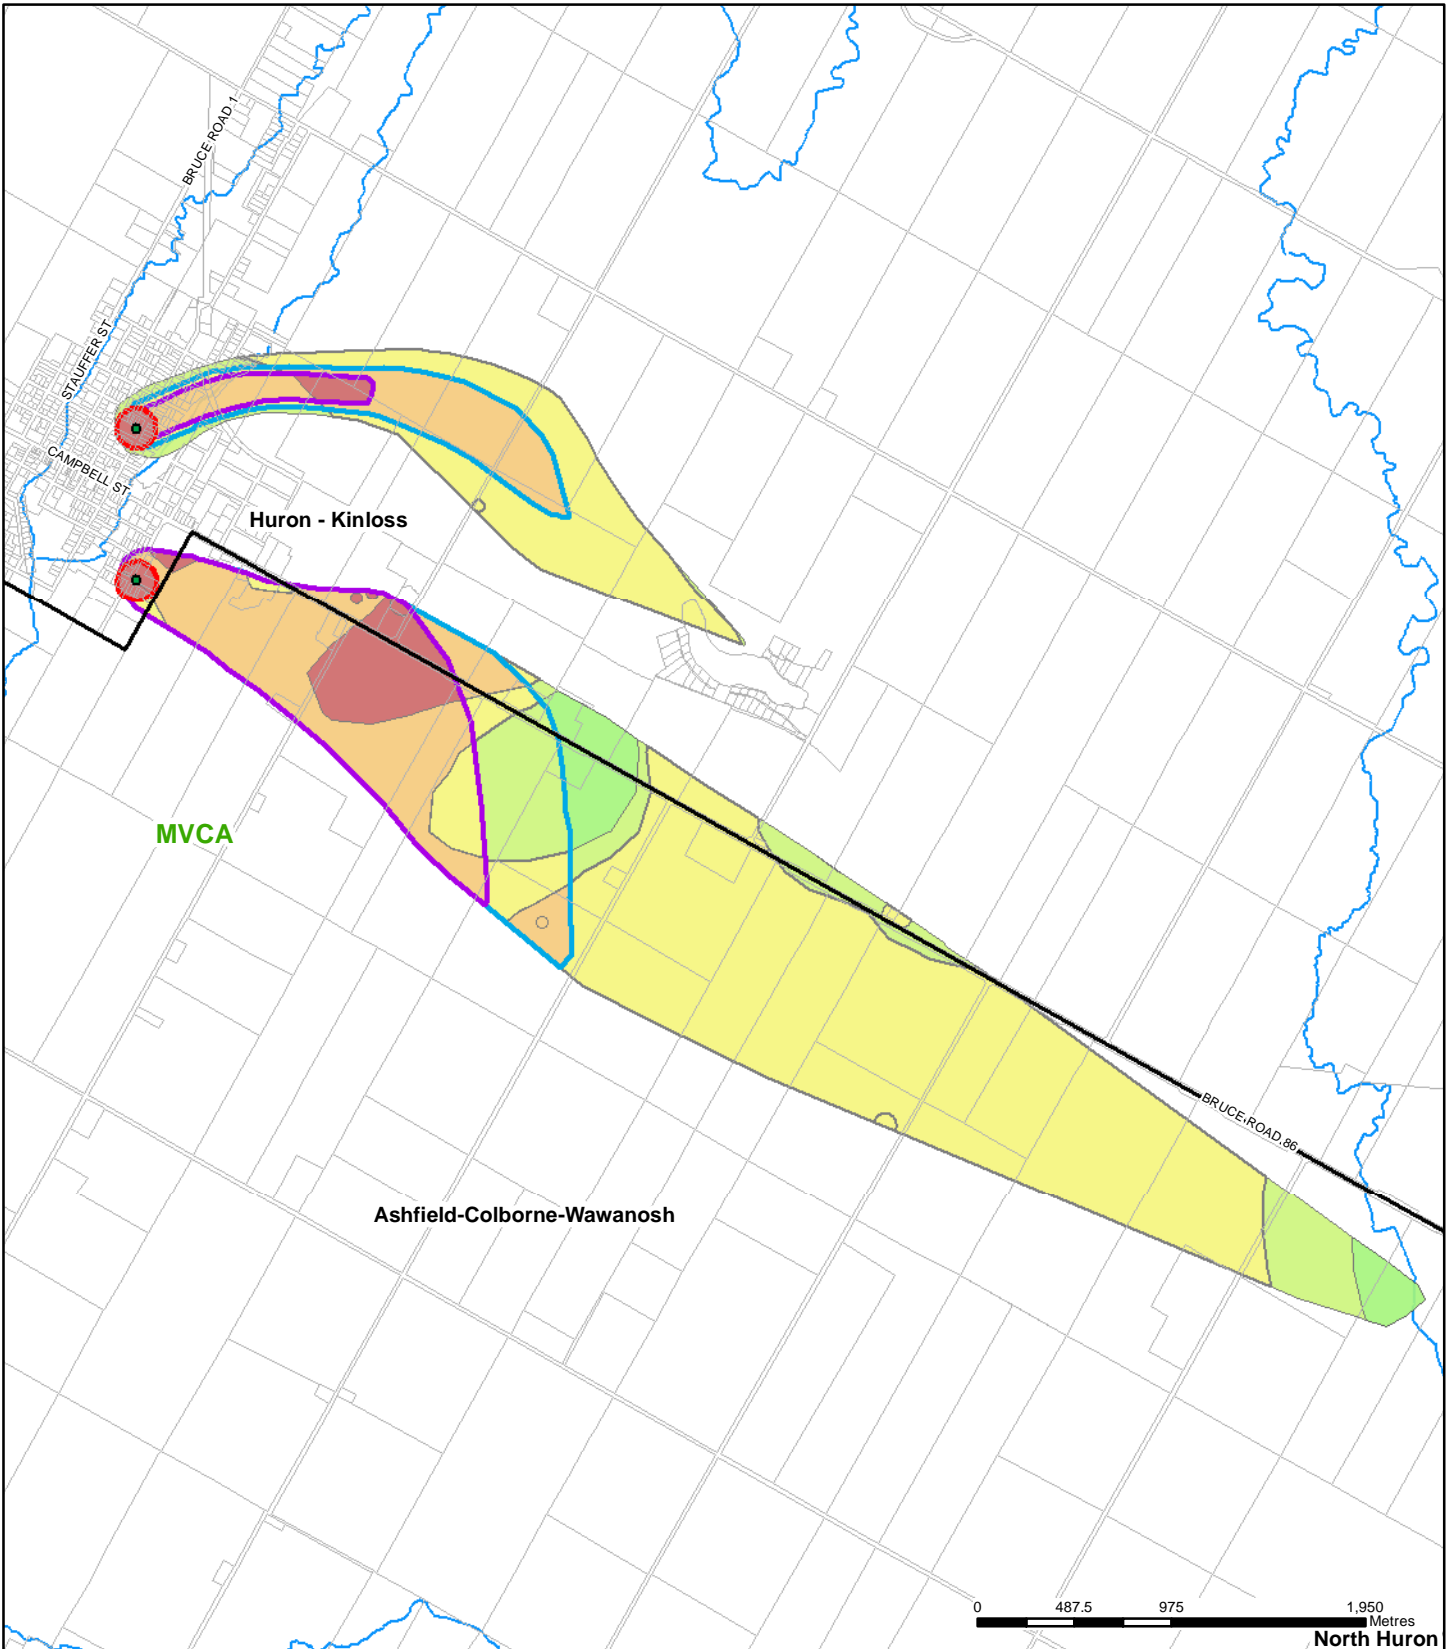 BRUCE ROAD 1
STAUFFER ST
CAMPBELL ST
Huron - Kinloss
MVCA
BRUCE ROAD 86
Ashfield-Colborne-Wawanosh
0 487.5 975 1,950
Metres
North Huron